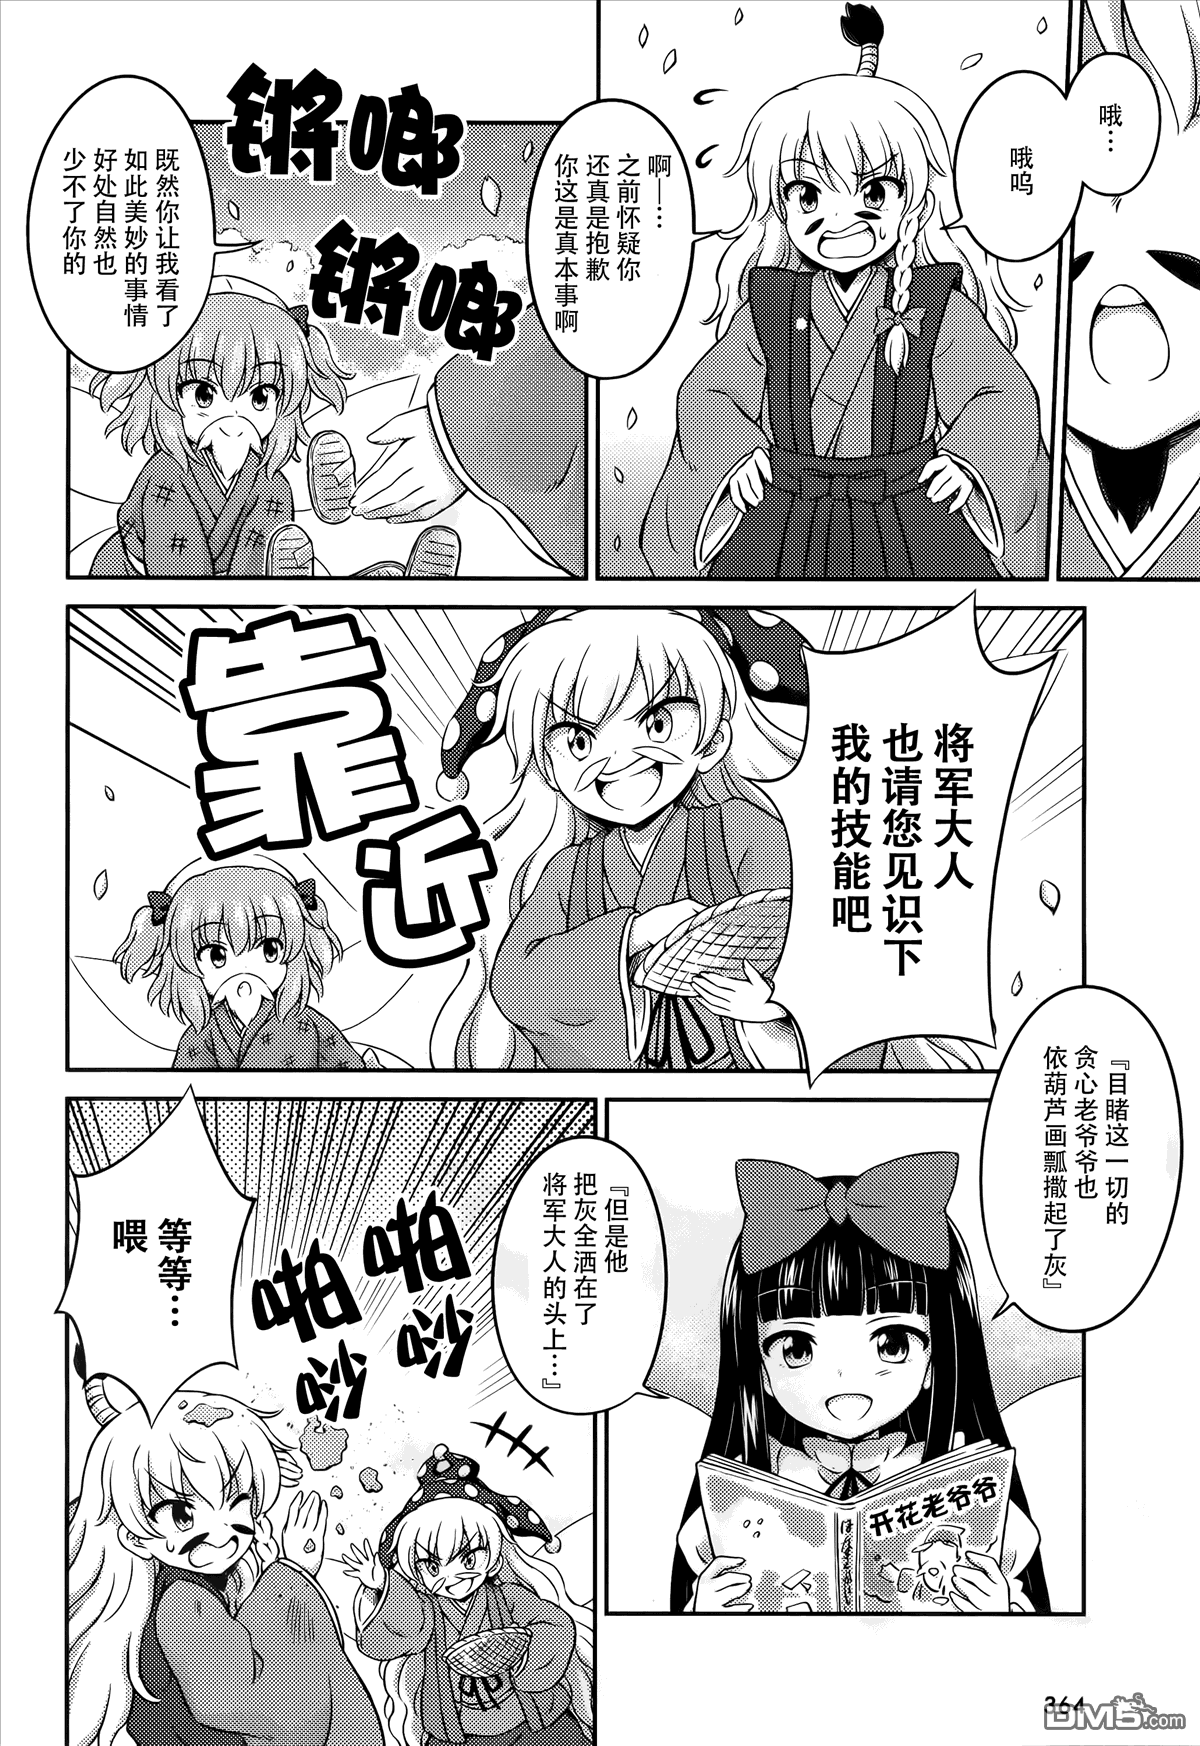 哦…
哦呜
啊──…
之前怀疑你
还真是抱歉
你这是真本事啊
锵啷
锵啷
既然你让我看了
如此美妙的事情
好处自然也
少不了你的
将军大人
也请您见识下
我的技能吧
靠近
『目睹这一切的
贪心老爷爷也
依葫芦画瓢撒起了灰』
开花老爷爷
『但是他
把灰全洒在了
将军大人的头上…』
啪吵
啪吵
等等…
喂
364
DM5.com